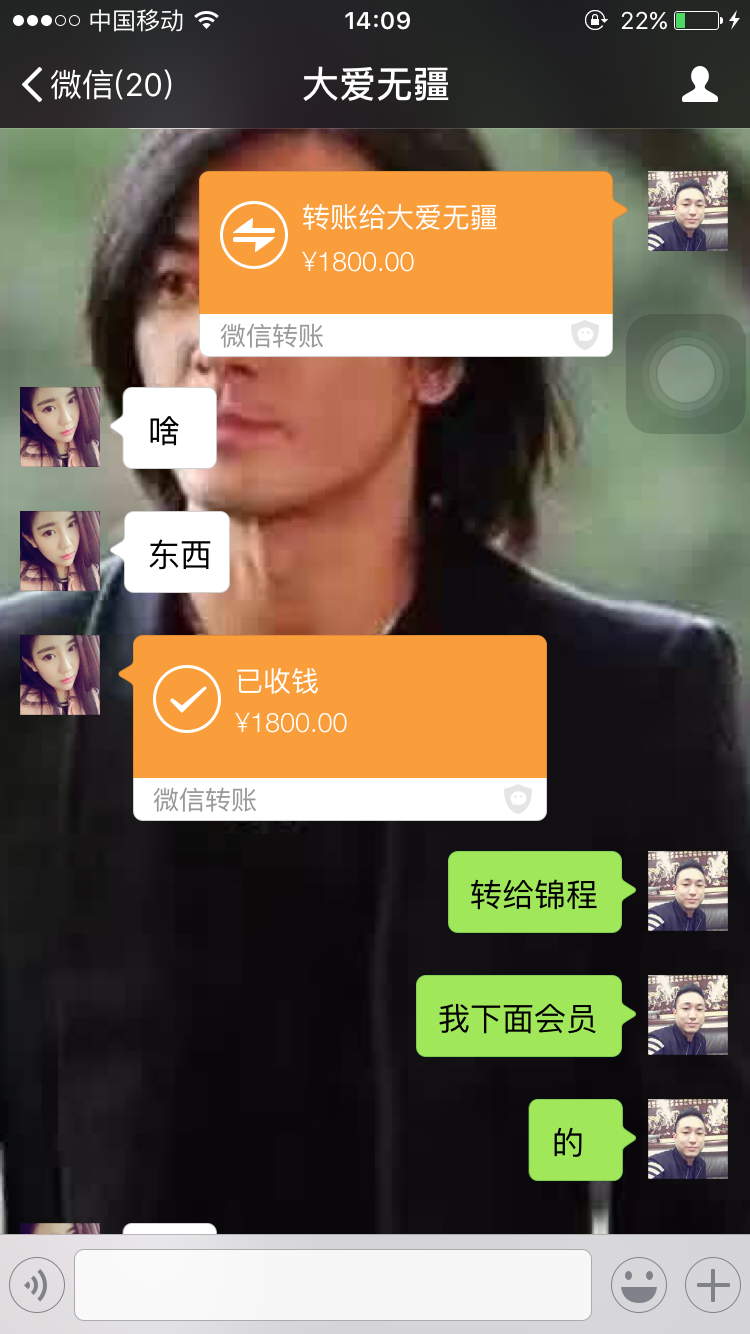 中国移动 14:09 22%
微信(20) 大爱无疆
转账给大爱无疆
¥1800.00
微信转账
啥
东西
已收钱
¥1800.00
微信转账
转给锦程
我下面会员
的